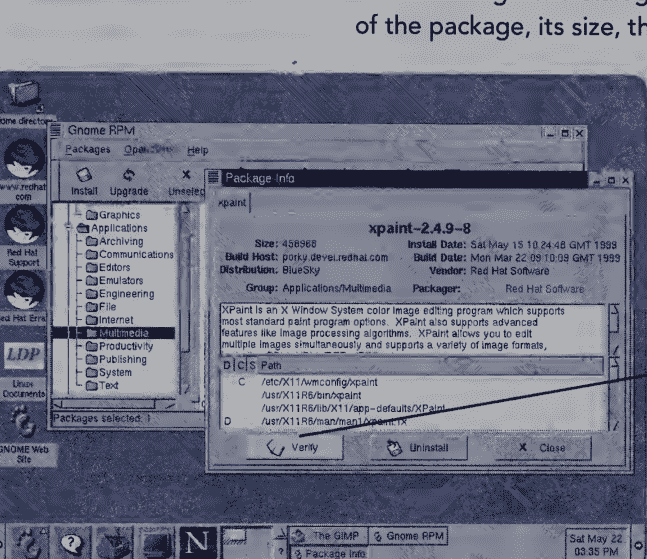 of the package, its size, th
Gnome RPM
Packages Help
Install Upgrade Unselec
Graphics
Applications
Archiving
Communications
Editors
Emulators
Engineering
File
Internet
Multimedia
Productivity
Publishing
System
Text
Packages selected: 1
ome director
www.redhat
com
Red Hat
Support
ed Hat Erra
LDP
Linux
Documente
GNOME Web
Site
Package Info
xpaint
xpaint-2.4.9-8
Size: 458968 Install Date: Sat May 15 10:24:48 GMT 1999
Build Host: porky.devel.redhat.com Build Date: Mon Mar 22 09:10:09 GMT 1999
Distribution: BlueSky Vendor: Red Hat Software
Group: Applications/Multimedia Packager: Red Hat Software
XPaint is an X Window System color image editing program which supports
most standard paint program options. XPaint also supports advanced
features like image processing algorithms. XPaint allows you to edit
multiple images simultaneously and supports a variety of image formats,
D C S Path
C /etc/X11/wmconfig/xpaint
/usr/X11R6/bin/xpaint
/usr/X11R6/lib/X11/app-defaults/XPaint
D /usr/X11R6/man/man1/xpaint.1x
Verify Uninstall Close
N
The GIMP Gnome RPM
Package Info
Sat May 22
03:35 PM